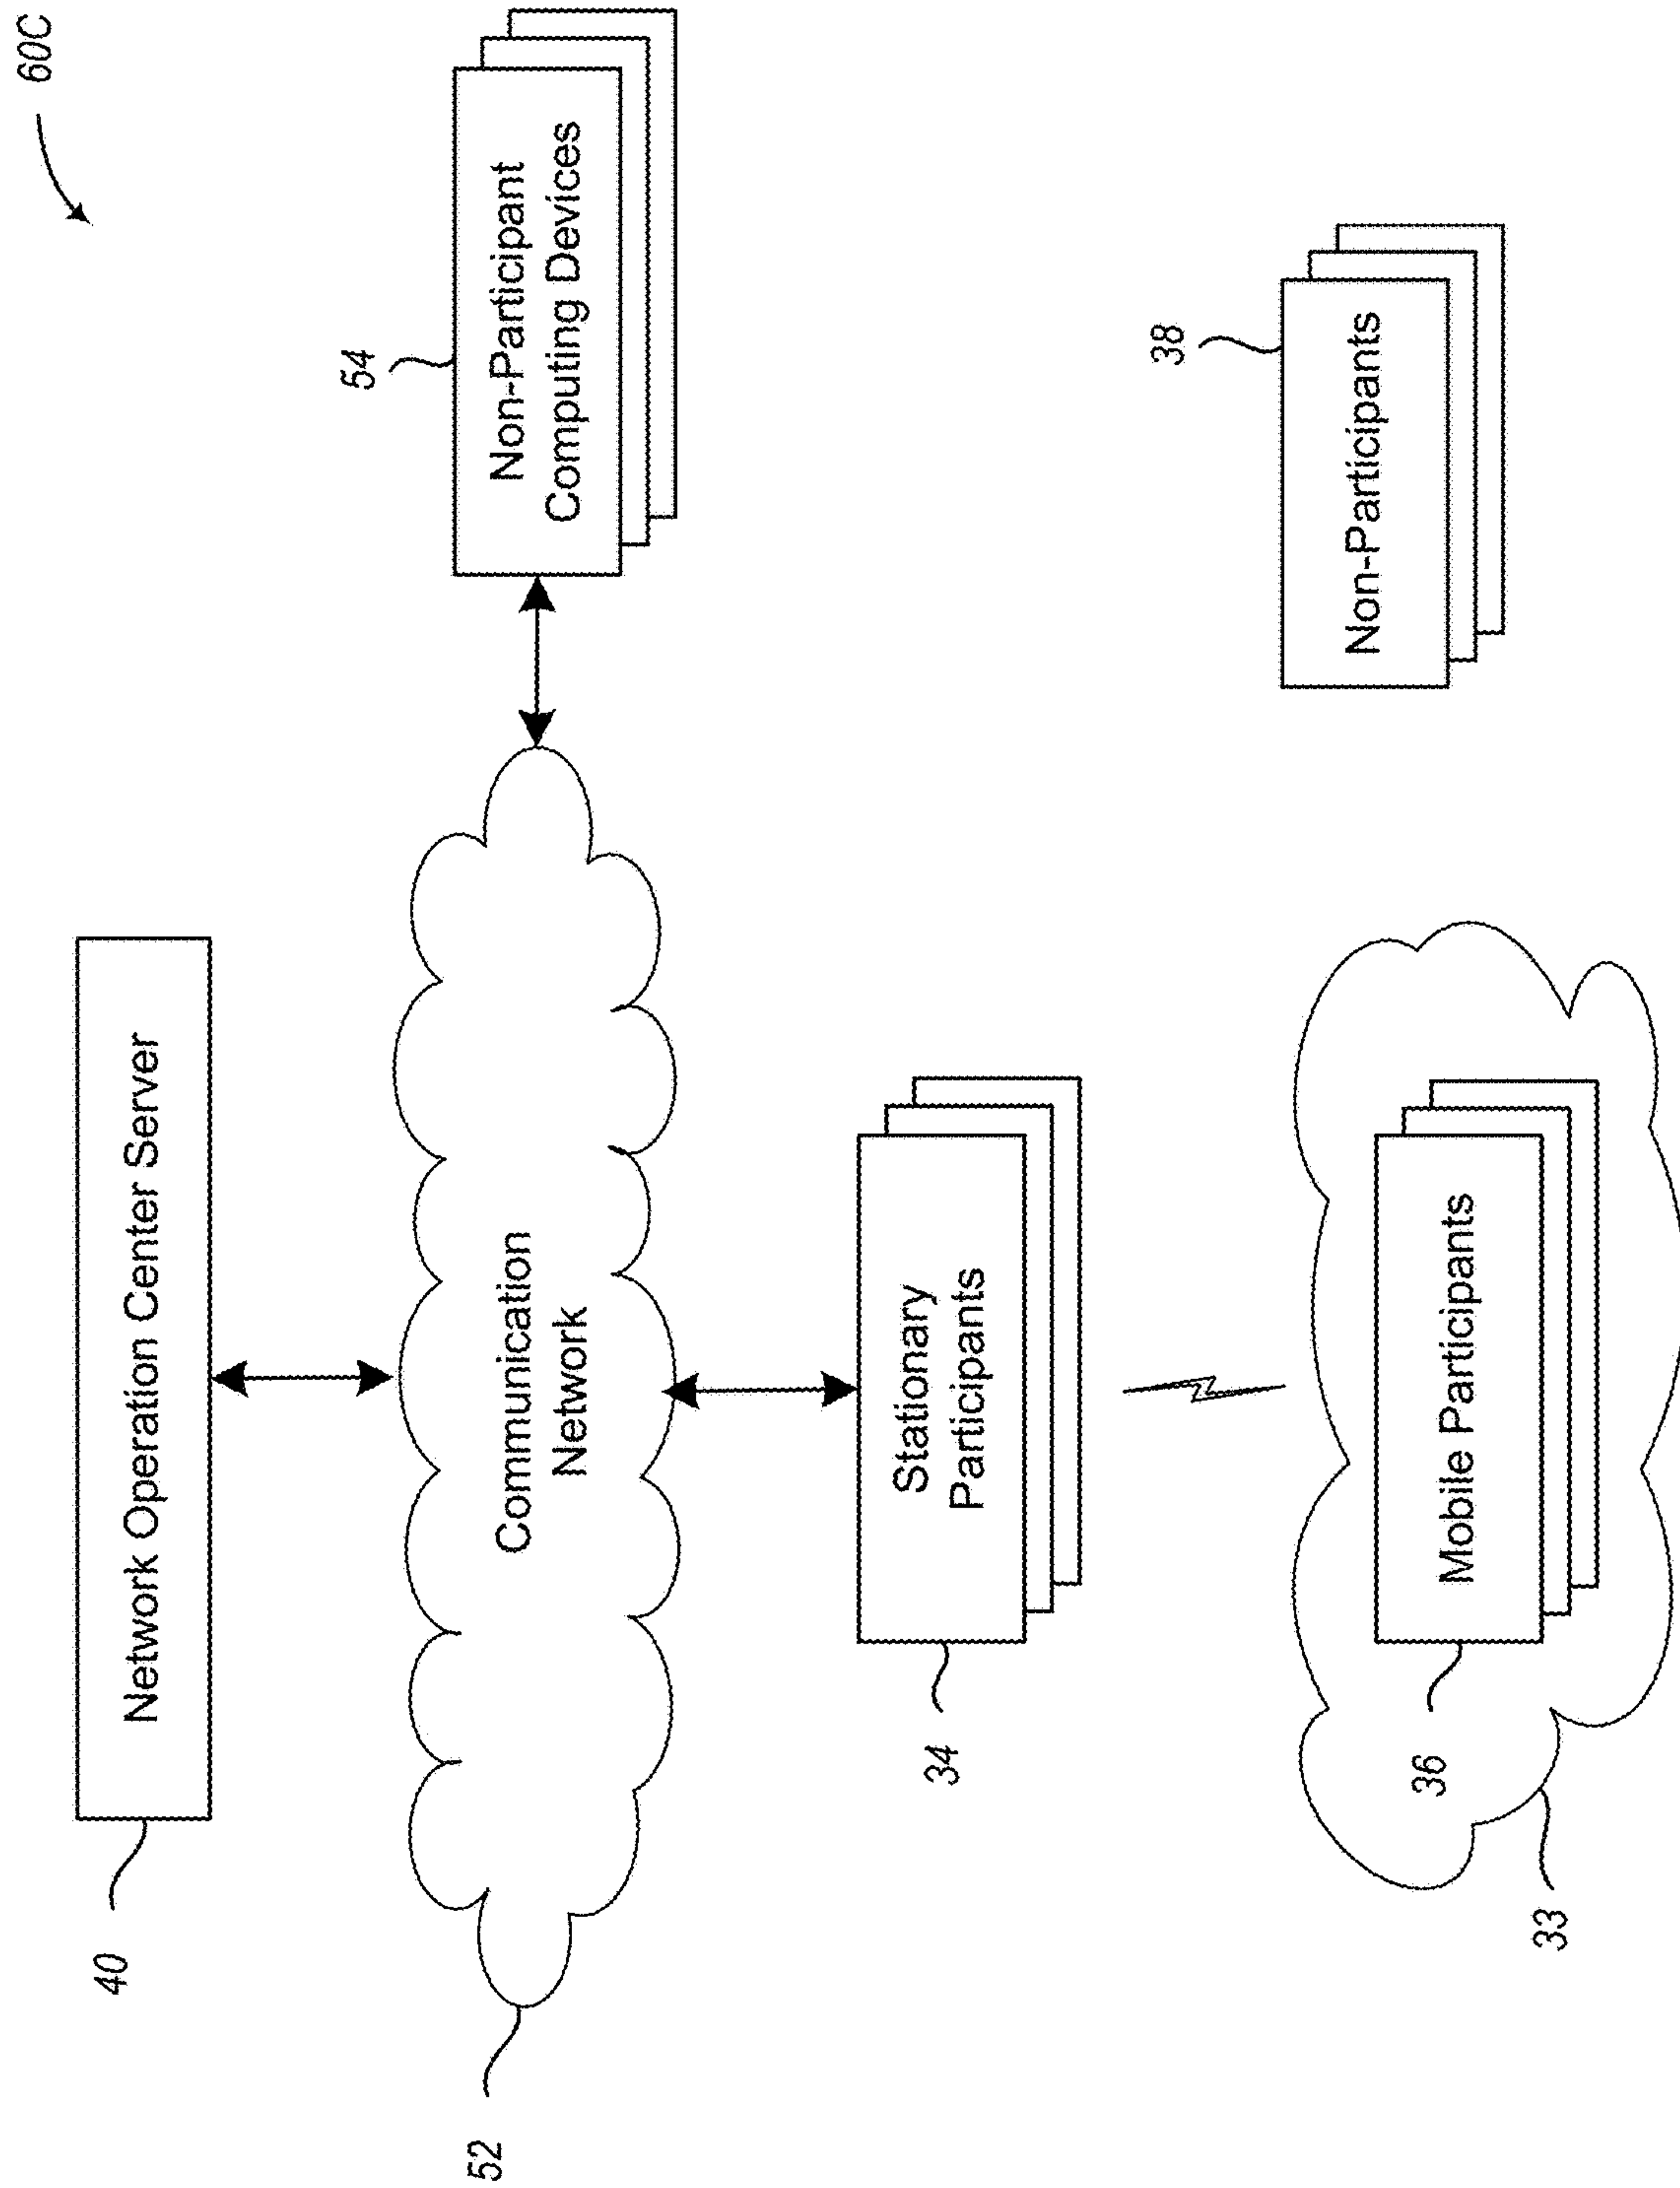 60C
40
Network Operation Center Server
52
Communication
Network
54
Non-Participant
Computing Devices
34
Stationary
Participants
38
Non-Participants
36
Mobile Participants
33